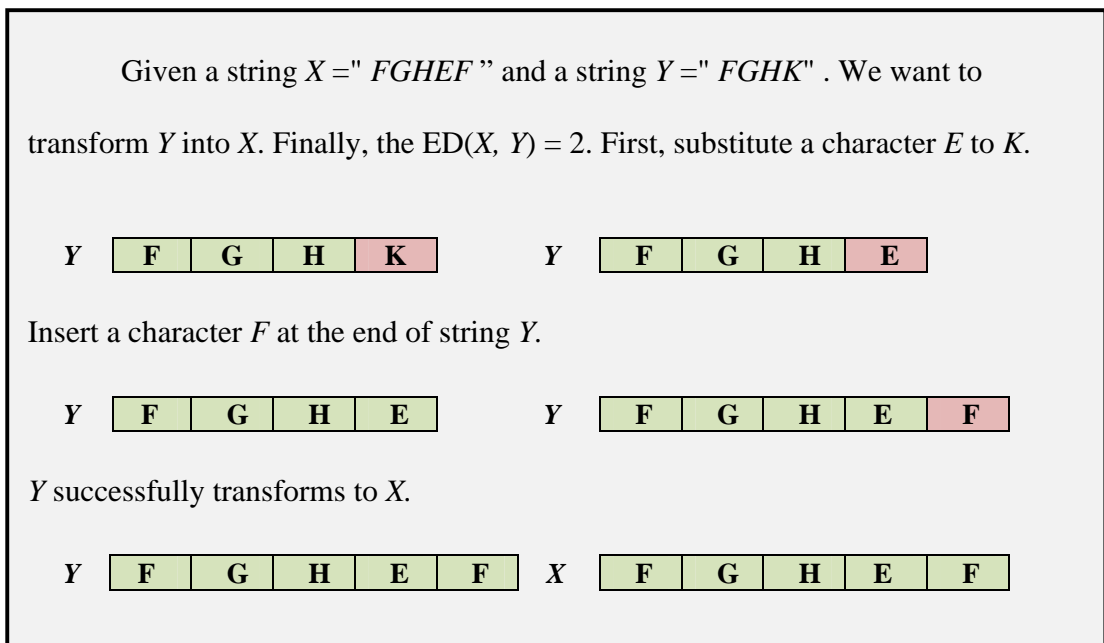 Given a string X =" FGHEF ” and a string Y =" FGHK" . We want to
transform Y into X. Finally, the ED(X, Y) = 2. First, substitute a character E to K.
Y F G H K Y F G H E
Insert a character F at the end of string Y.
Y F G H E Y F G H E F
Y successfully transforms to X.
Y F G H E F X F G H E F